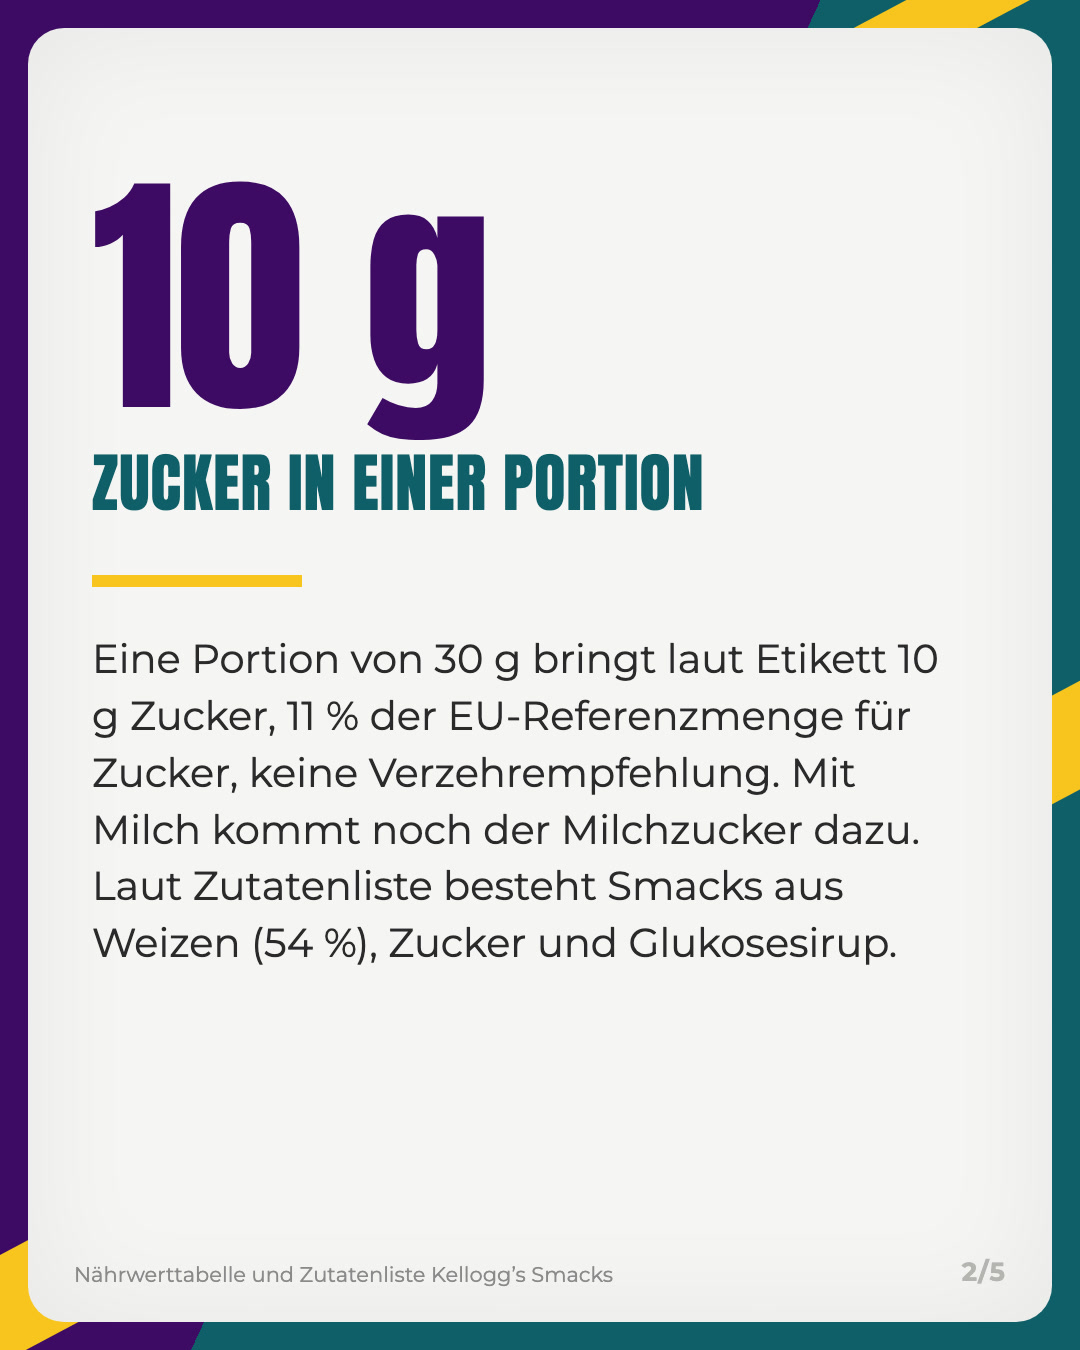 10 g
ZUCKER IN EINER PORTION
Eine Portion von 30 g bringt laut Etikett 10
g Zucker, 11 % der EU-Referenzmenge für
Zucker, keine Verzehrempfehlung. Mit
Milch kommt noch der Milchzucker dazu.
Laut Zutatenliste besteht Smacks aus
Weizen (54 %), Zucker und Glukosesirup.
Nährwerttabelle und Zutatenliste Kellogg’s Smacks
2/5